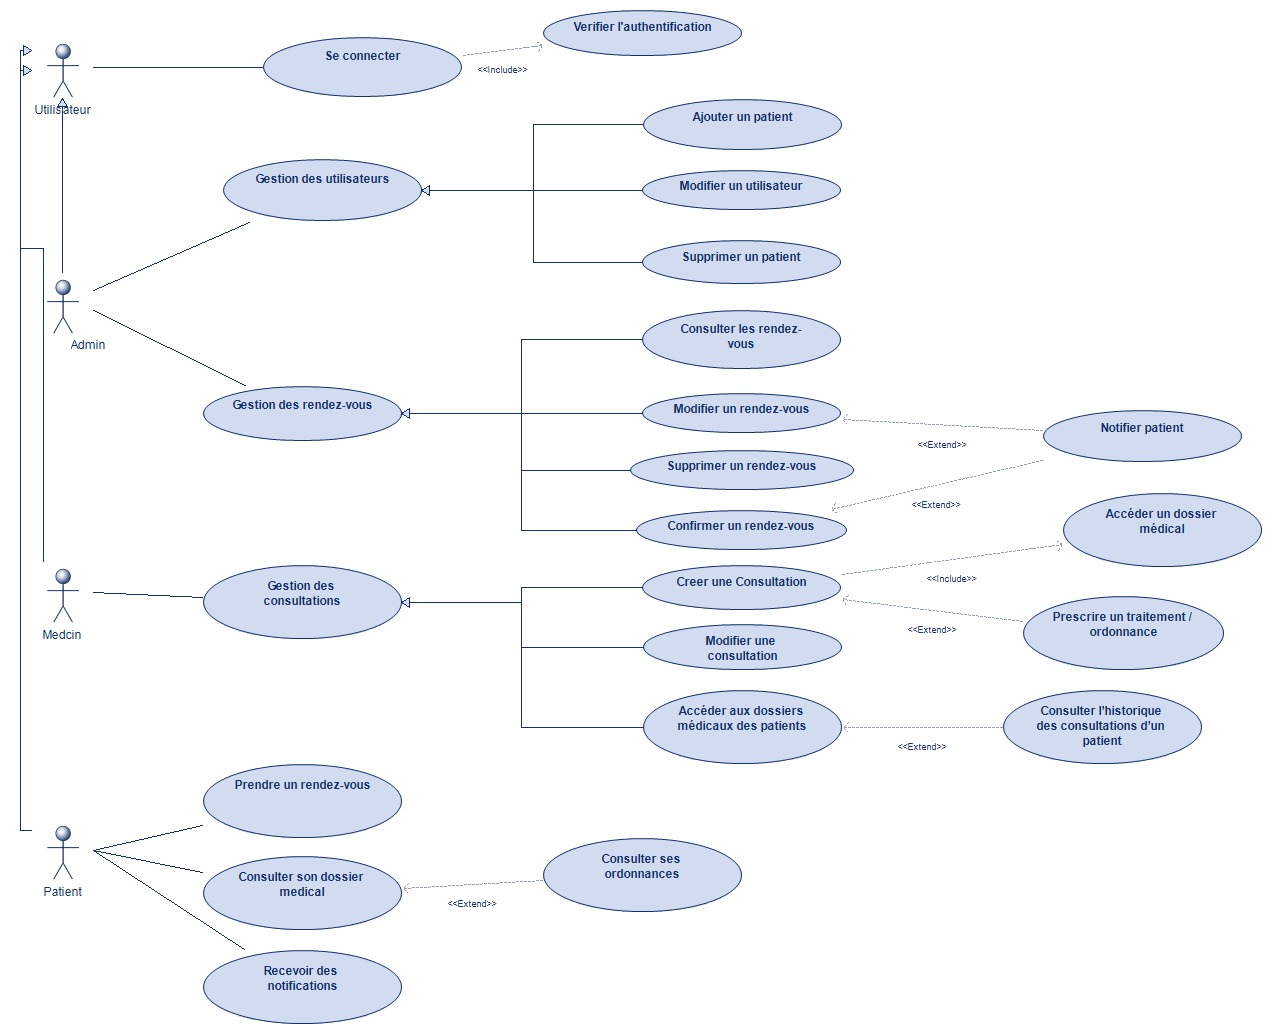 Verifier l'authentification
Se connecter
<<Include>>
Utilisateur
Ajouter un patient
Gestion des utilisateurs
Modifier un utilisateur
Supprimer un patient
Admin
Consulter les rendez-
vous
Gestion des rendez-vous
Modifier un rendez-vous
Notifier patient
<<Extend>>
Supprimer un rendez-vous
<<Extend>>
Confirmer un rendez-vous
Accéder un dossier
médical
Gestion des
consultations
Creer une Consultation
<<Include>>
Medcin
<<Extend>>
Prescrire un traitement /
ordonnance
Modifier une
consultation
Accéder aux dossiers
médicaux des patients
<<Extend>>
Consulter l’historique
des consultations d’un
patient
Prendre un rendez-vous
Patient
Consulter son dossier
medical
<<Extend>>
Consulter ses
ordonnances
Recevoir des
notifications